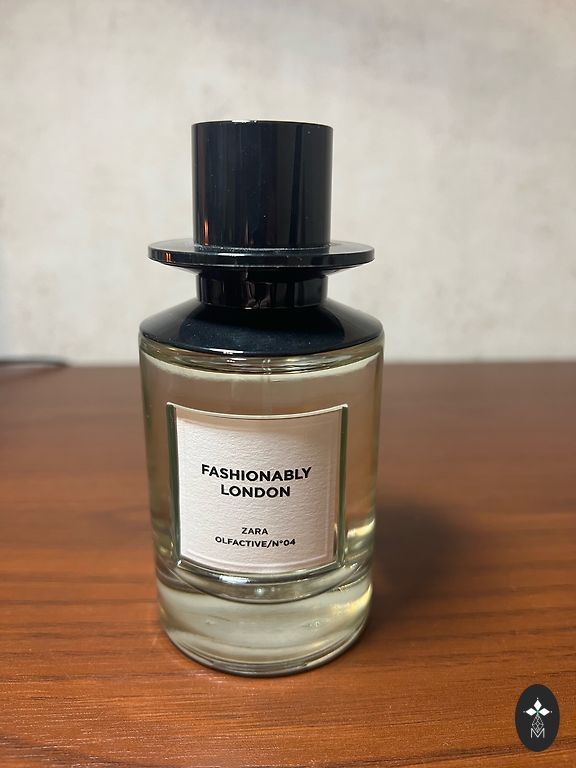 FASHIONABLY
LONDON
ZARA
OLFACTIVE/N°04
M